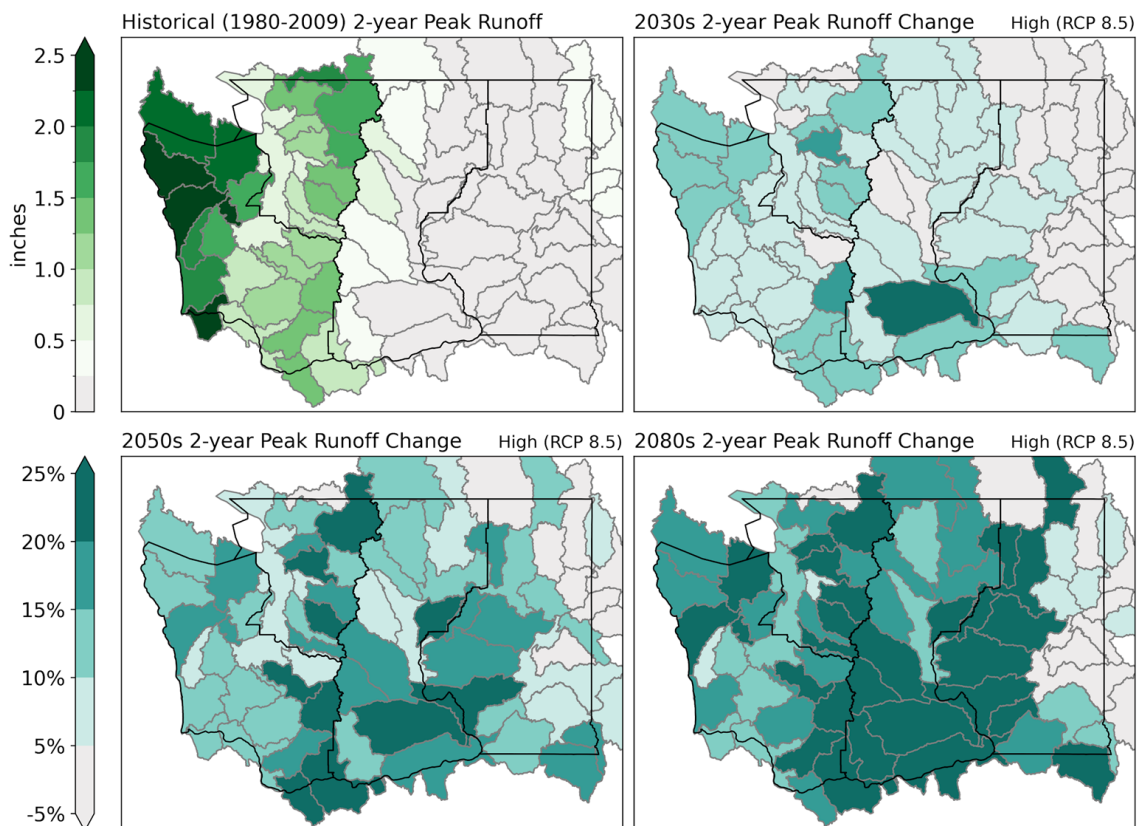 Historical (1980-2009) 2-year Peak Runoff
2030s 2-year Peak Runoff Change High (RCP 8.5)
2.5
2.0
1.5
1.0
0.5
0
inches
2050s 2-year Peak Runoff Change High (RCP 8.5)
2080s 2-year Peak Runoff Change High (RCP 8.5)
25%
20%
15%
10%
5%
-5%